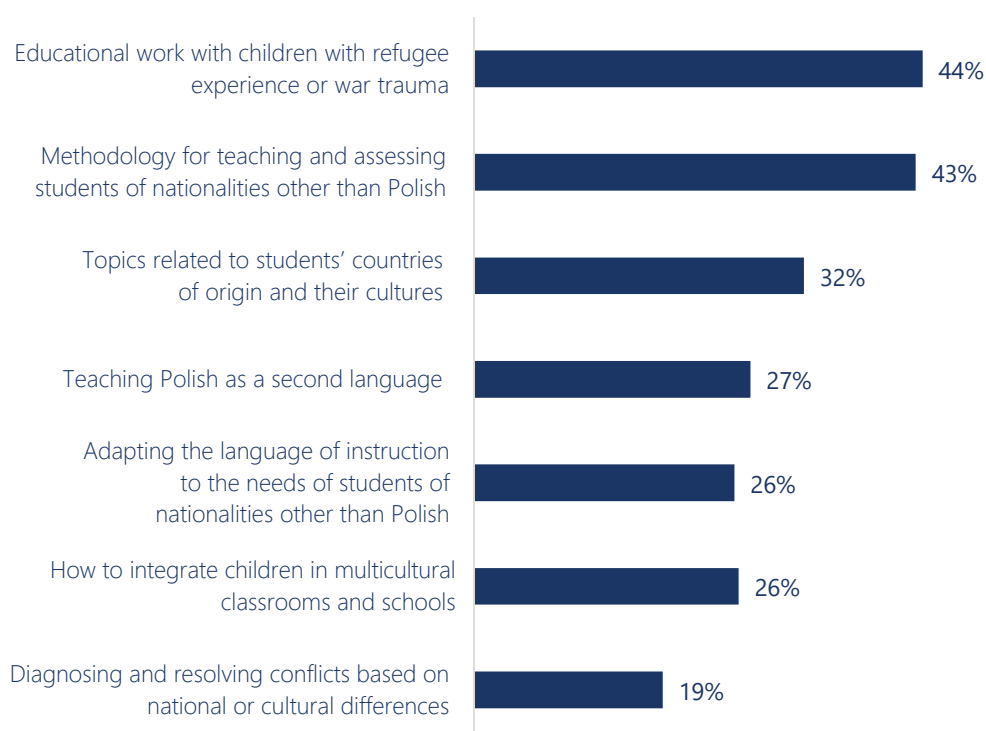 Educational work with children with refugee
experience or war trauma
44%
Methodology for teaching and assessing
students of nationalities other than Polish
43%
Topics related to students’ countries
of origin and their cultures
32%
Teaching Polish as a second language
27%
Adapting the language of instruction
to the needs of students of
nationalities other than Polish
26%
How to integrate children in multicultural
classrooms and schools
26%
Diagnosing and resolving conflicts based on
national or cultural differences
19%